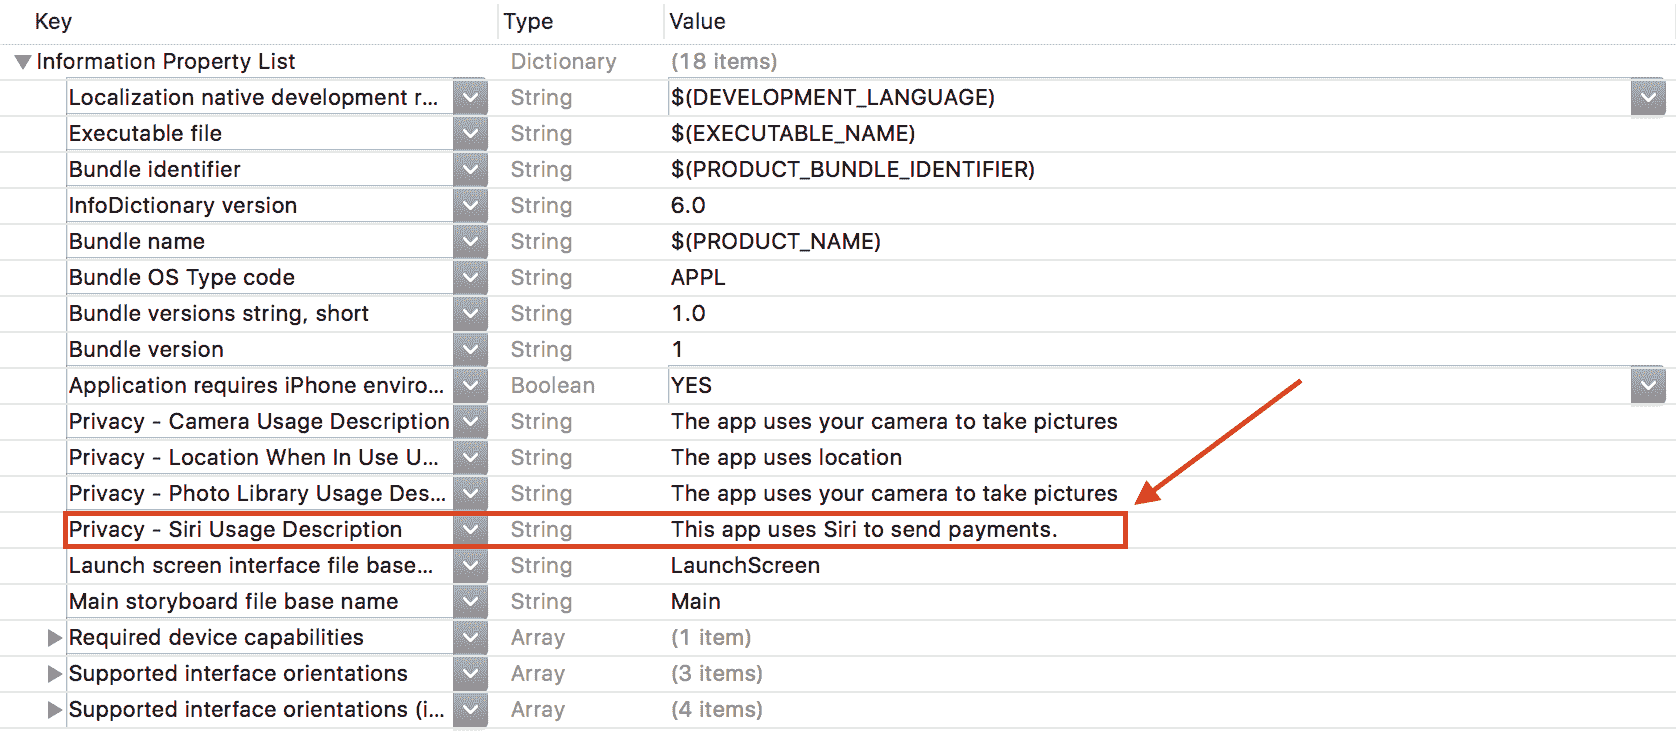 Key Type Value
Information Property List Dictionary (18 items)
Localization native development r... String $(DEVELOPMENT_LANGUAGE)
Executable file String $(EXECUTABLE_NAME)
Bundle identifier String $(PRODUCT_BUNDLE_IDENTIFIER)
InfoDictionary version String 6.0
Bundle name String $(PRODUCT_NAME)
Bundle OS Type code String APPL
Bundle versions string, short String 1.0
Bundle version String 1
Application requires iPhone enviro... Boolean YES
Privacy - Camera Usage Description String The app uses your camera to take pictures
Privacy - Location When In Use U... String The app uses location
Privacy - Photo Library Usage Des... String The app uses your camera to take pictures
Privacy - Siri Usage Description String This app uses Siri to send payments.
Launch screen interface file base... String LaunchScreen
Main storyboard file base name String Main
Required device capabilities Array (1 item)
Supported interface orientations Array (3 items)
Supported interface orientations (i... Array (4 items)